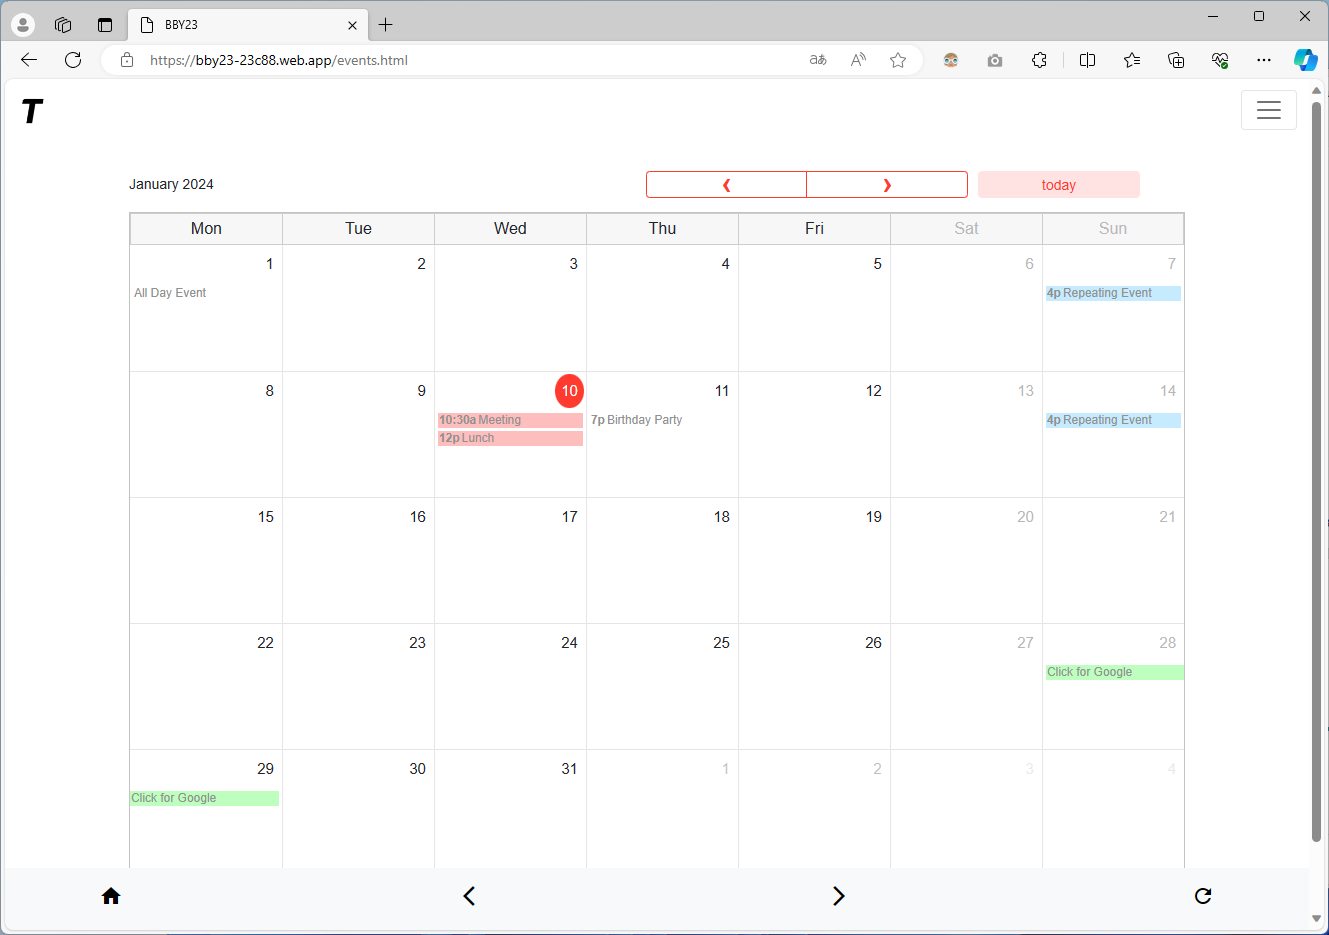 BBY23
https://bby23-23c88.web.app/events.html
T
January 2024
❮ ❯ today
Mon Tue Wed Thu Fri Sat Sun
1 2 3 4 5 6 7
All Day Event 4p Repeating Event
8 9 10 11 12 13 14
10:30a Meeting 7p Birthday Party 4p Repeating Event
12p Lunch
15 16 17 18 19 20 21
22 23 24 25 26 27 28
Click for Google
29 30 31 1 2 3 4
Click for Google